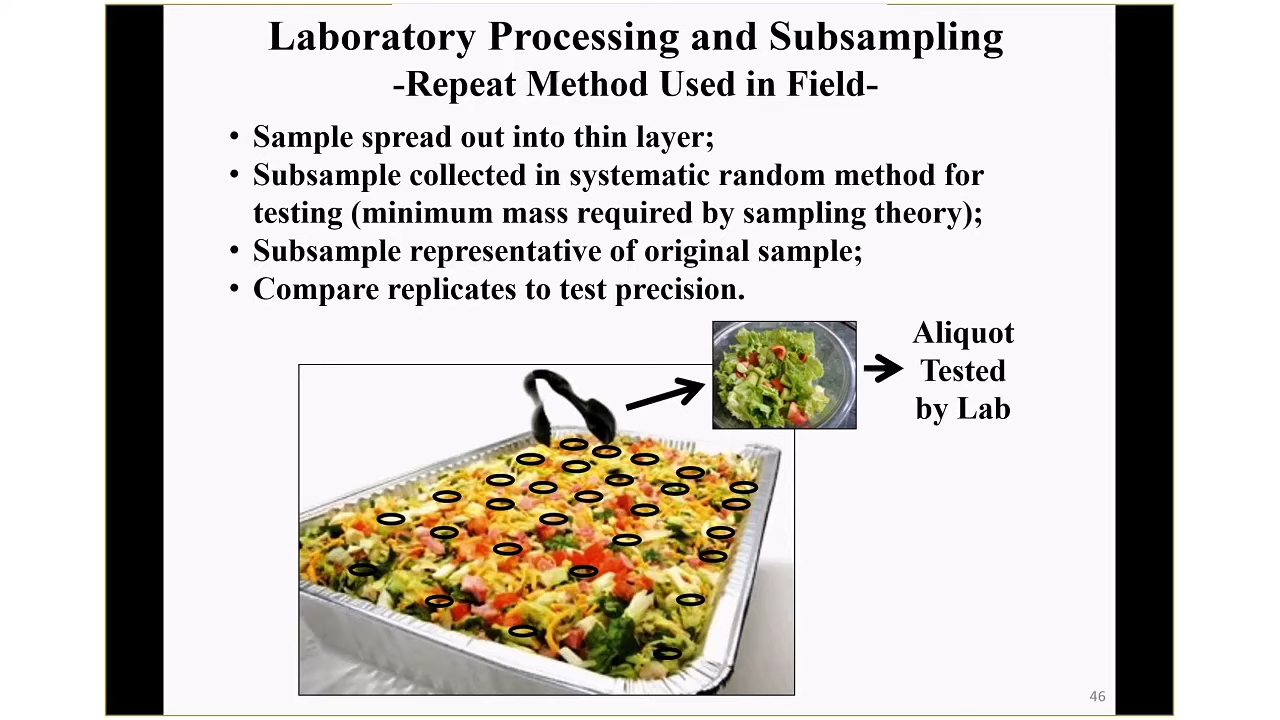 Laboratory Processing and Subsampling
-Repeat Method Used in Field-
• Sample spread out into thin layer;
• Subsample collected in systematic random method for
testing (minimum mass required by sampling theory);
• Subsample representative of original sample;
• Compare replicates to test precision.
Aliquot
Tested
by Lab
46